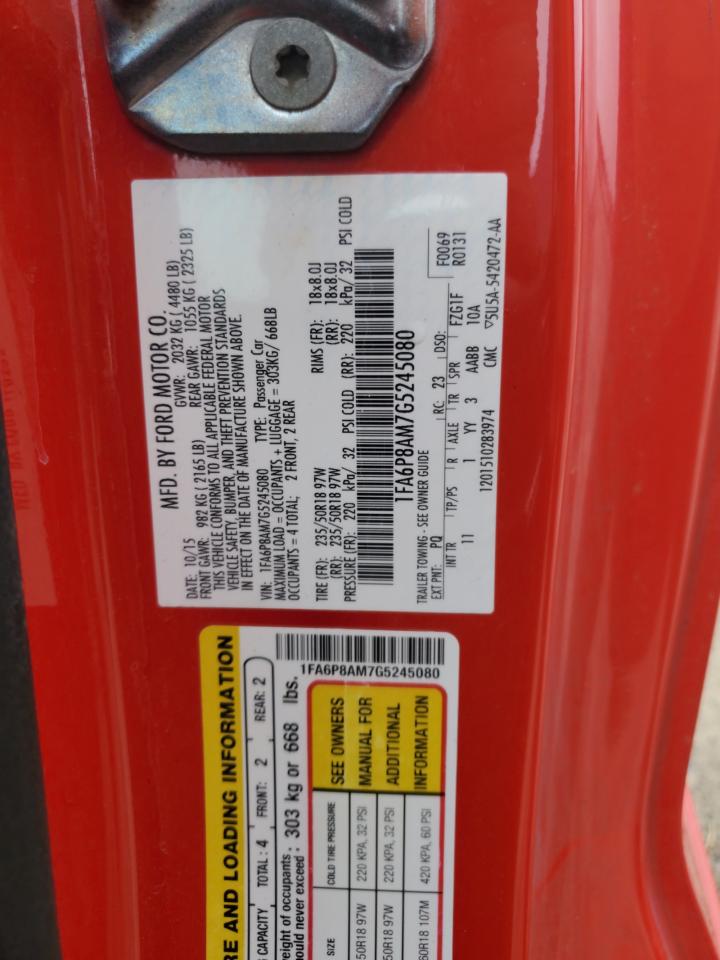 MFD. BY FORD MOTOR CO.
DATE: 10/15 GVWR: 2032 KG ( 4480 LB)
FRONT GAWR: 982 KG ( 2165 LB) REAR GAWR: 1055 KG ( 2325 LB)
THIS VEHICLE CONFORMS TO ALL APPLICABLE FEDERAL MOTOR
VEHICLE SAFETY, BUMPER, AND THEFT PREVENTION STANDARDS
IN EFFECT ON THE DATE OF MANUFACTURE SHOWN ABOVE.
VIN: 1FA6P8AM7G5245080 TYPE: Passenger Car
MAXIMUM LOAD = OCCUPANTS + LUGGAGE = 303KG/ 668LB
OCCUPANTS = 4 TOTAL: 2 FRONT, 2 REAR
TIRE (FR): 235/50R18 97W RIMS (FR): 18x8.0J
(RR): 235/50R18 97W (RR): 18x8.0J
PRESSURE (FR): 220 kPa/ 32 PSI COLD (RR): 220 kPa/ 32 PSI COLD
1FA6P8AM7G5245080
TRAILER TOWING - SEE OWNER GUIDE F0069
EXT PNT: PQ RC: 23 DSO: R0131
INT TR TP/PS R AXLE TR SPR FZG1F
11 1 YY 3 AABB 10A
1201510283974 CMC ▽5U5A-5420472-AA
1FA6P8AM7G5245080
RE AND LOADING INFORMATION
CAPACITY TOTAL : 4 FRONT: 2 REAR: 2
weight of occupants
ould never exceed : 303 kg or 668 lbs.
SIZE COLD TIRE PRESSURE SEE OWNERS
50R18 97W 220 KPA, 32 PSI MANUAL FOR
50R18 97W 220 KPA, 32 PSI ADDITIONAL
60R18 107M 420 KPA, 60 PSI INFORMATION